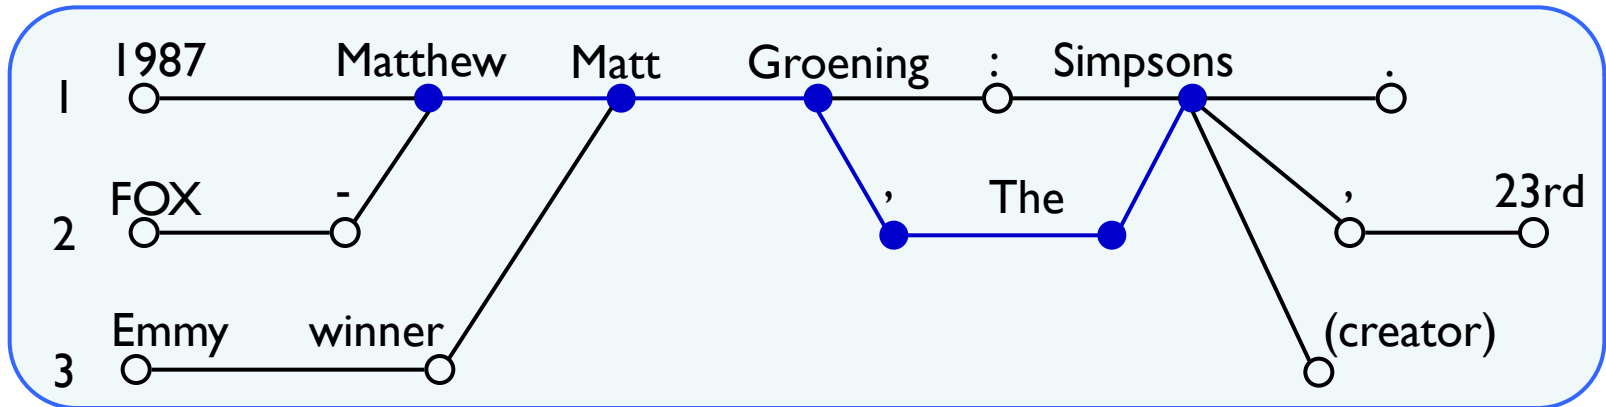 1987 Matthew Matt Groening : Simpsons .
1
FOX - , The , 23rd
2
Emmy winner (creator)
3